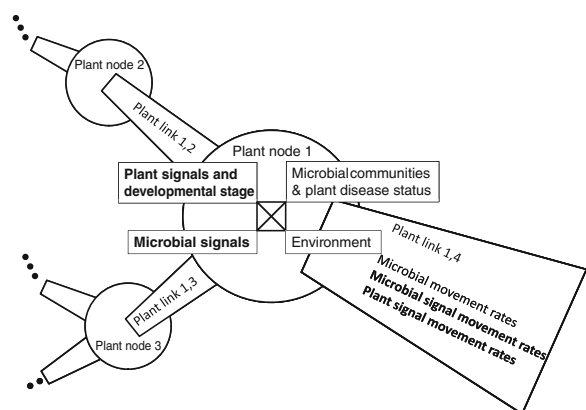 Plant node 2
Plant link 1,2
Plant node 1
Plant signals and
developmental stage
Microbial communities
& plant disease status
Microbial signals
Environment
Plant link 1,4
Microbial movement rates
Microbial signal movement rates
Plant signal movement rates
Plant link 1,3
Plant node 3